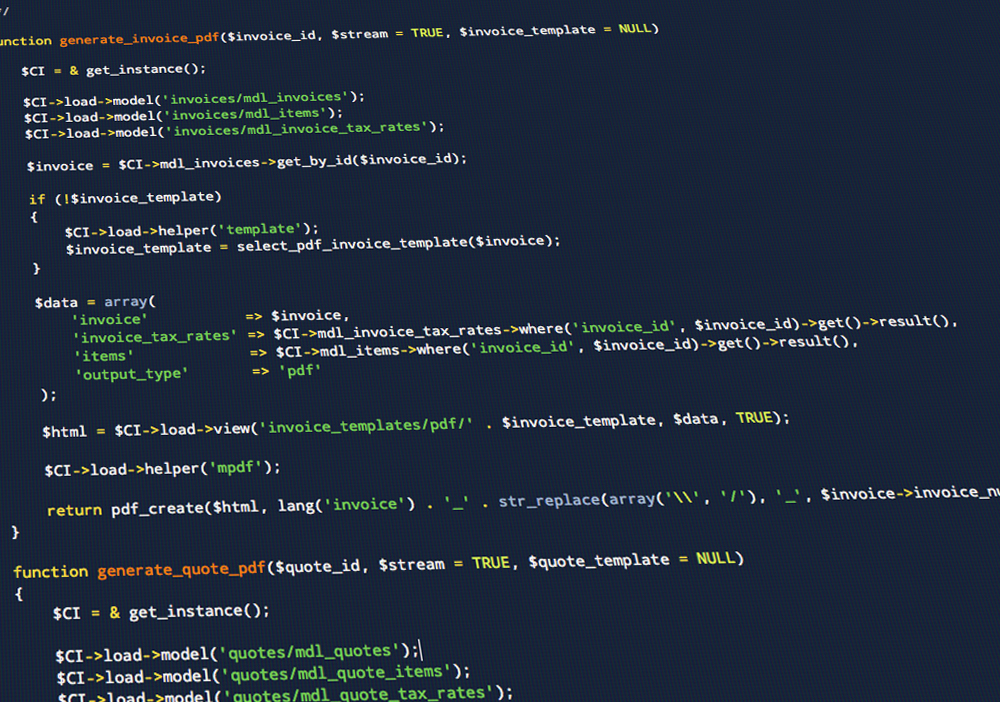 */
function generate_invoice_pdf($invoice_id, $stream = TRUE, $invoice_template = NULL)
$CI = & get_instance();
$CI->load->model('invoices/mdl_invoices');
$CI->load->model('invoices/mdl_items');
$CI->load->model('invoices/mdl_invoice_tax_rates');
$invoice = $CI->mdl_invoices->get_by_id($invoice_id);
if (!$invoice_template)
{
$CI->load->helper('template');
$invoice_template = select_pdf_invoice_template($invoice);
}
$data = array(
'invoice' => $invoice,
'invoice_tax_rates' => $CI->mdl_invoice_tax_rates->where('invoice_id', $invoice_id)->get()->result(),
'items' => $CI->mdl_items->where('invoice_id', $invoice_id)->get()->result(),
'output_type' => 'pdf'
);
$html = $CI->load->view('invoice_templates/pdf/' . $invoice_template, $data, TRUE);
$CI->load->helper('mpdf');
return pdf_create($html, lang('invoice') . '_' . str_replace(array('\\', '/'), '_', $invoice->invoice_nu
}
function generate_quote_pdf($quote_id, $stream = TRUE, $quote_template = NULL)
{
$CI = & get_instance();
$CI->load->model('quotes/mdl_quotes');
$CI->load->model('quotes/mdl_quote_items');
$CI->load->model('quotes/mdl_quote_tax_rates');